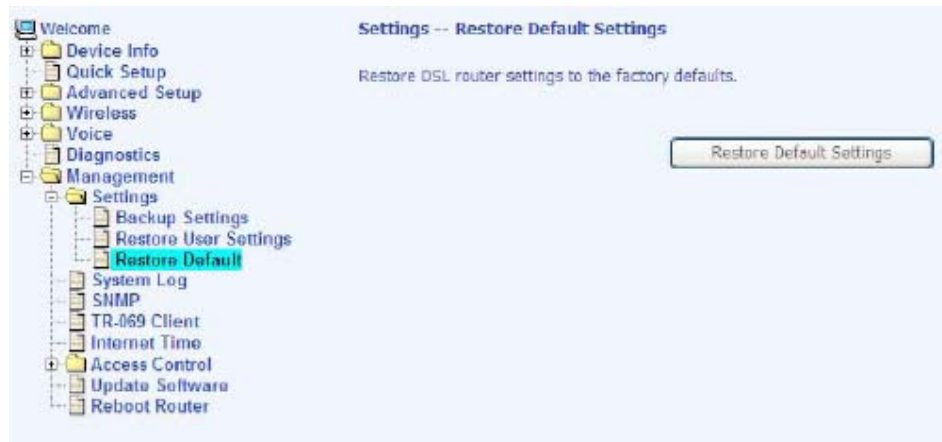 Welcome
Device Info
Quick Setup
Advanced Setup
Wireless
Voice
Diagnostics
Management
Settings
Backup Settings
Restore User Settings
Restore Default
System Log
SNMP
TR-069 Client
Internet Time
Access Control
Update Software
Reboot Router
Settings -- Restore Default Settings
Restore DSL router settings to the factory defaults.
Restore Default Settings